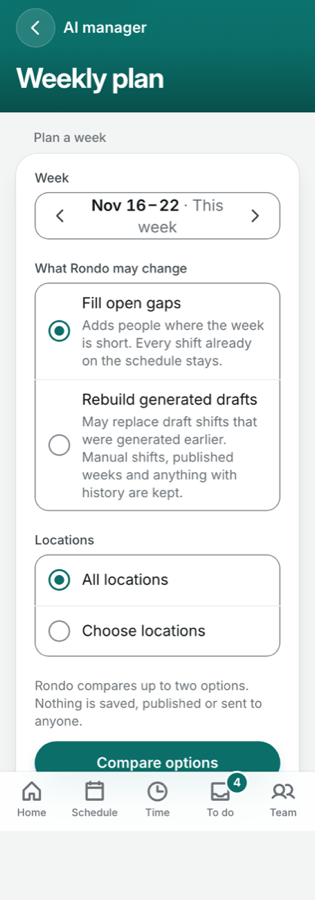 AI manager
Weekly plan
Plan a week
Week
Nov 16 – 22 · This
week
What Rondo may change
Fill open gaps
Adds people where the week
is short. Every shift already
on the schedule stays.
Rebuild generated drafts
May replace draft shifts that
were generated earlier.
Manual shifts, published
weeks and anything with
history are kept.
Locations
All locations
Choose locations
Rondo compares up to two options.
Nothing is saved, published or sent to
anyone.
Compare options
4
Home Schedule Time To do Team